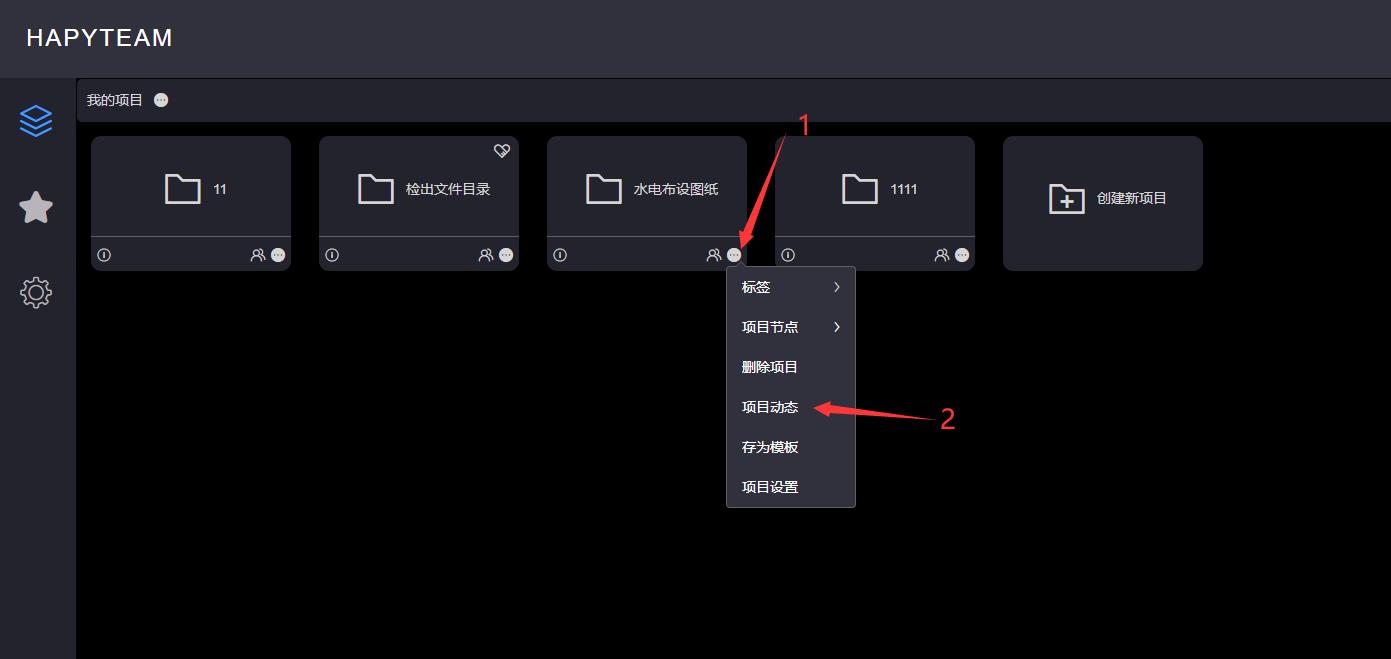 HAPYTEAM
我的项目
1
11
检出文件目录
水电布设图纸
1111
创建新项目
标签
项目节点
删除项目
项目动态
2
存为模板
项目设置